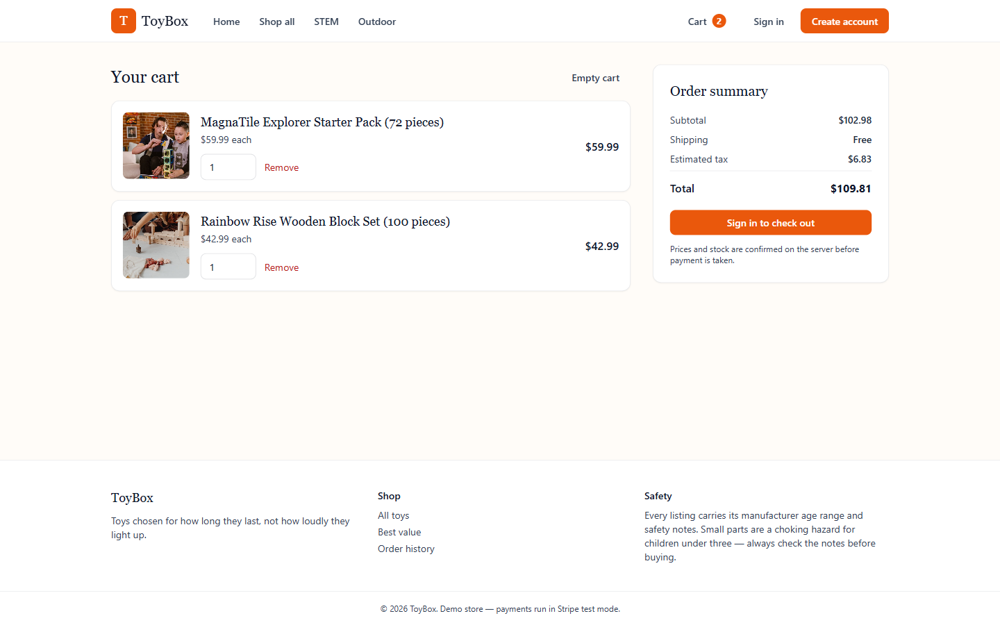 T ToyBox Home Shop all STEM Outdoor Cart 2 Sign in Create account
Your cart
Empty cart
MagnaTile Explorer Starter Pack (72 pieces)
$59.99 each
1 Remove
$59.99
Rainbow Rise Wooden Block Set (100 pieces)
$42.99 each
1 Remove
$42.99
Order summary
Subtotal $102.98
Shipping Free
Estimated tax $6.83
Total $109.81
Sign in to check out
Prices and stock are confirmed on the server before
payment is taken.
ToyBox
Toys chosen for how long they last, not how loudly they
light up.
Shop
All toys
Best value
Order history
Safety
Every listing carries its manufacturer age range and
safety notes. Small parts are a choking hazard for
children under three — always check the notes before
buying.
© 2026 ToyBox. Demo store — payments run in Stripe test mode.